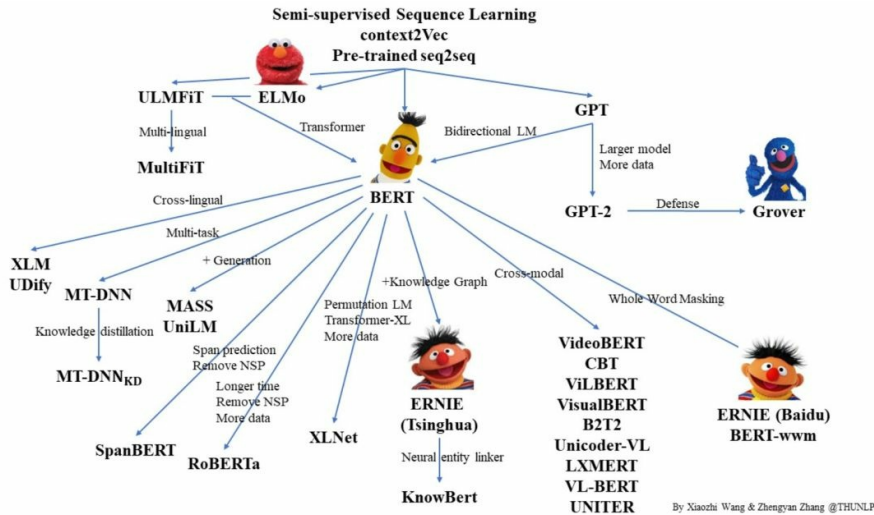 Semi-supervised Sequence Learning
context2Vec
Pre-trained seq2seq
ULMFiT
ELMo
GPT
Multi-lingual
Transformer
Bidirectional LM
Larger model
More data
MultiFiT
BERT
GPT-2
Defense
Grover
Cross-lingual
Multi-task
+ Generation
+Knowledge Graph
Cross-modal
Whole Word Masking
XLM
UDify
MT-DNN
MASS
UniLM
Permutation LM
Transformer-XL
More data
Knowledge distillation
Span prediction
Remove NSP
Longer time
Remove NSP
More data
MT-DNNKD
SpanBERT
RoBERTa
XLNet
ERNIE
(Tsinghua)
Neural entity linker
KnowBert
VideoBERT
CBT
ViLBERT
VisualBERT
B2T2
Unicoder-VL
LXMERT
VL-BERT
UNITER
ERNIE (Baidu)
BERT-wwm
By Xiaozhi Wang & Zhengyan Zhang @THUNLP